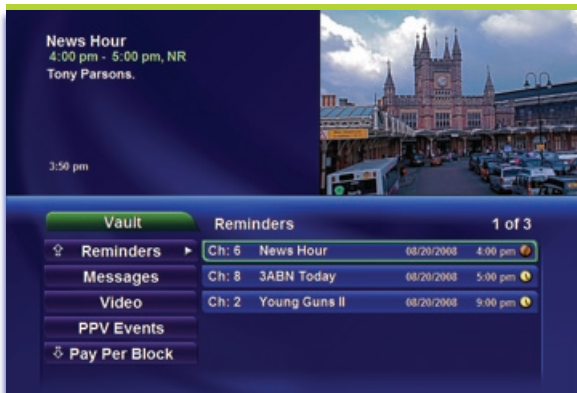 News Hour
4:00 pm - 5:00 pm, NR
Tony Parsons.
3:50 pm
Vault
Reminders 1 of 3
Reminders
Ch: 6 News Hour 08/20/2008 4:00 pm
Messages
Ch: 8 3ABN Today 08/20/2008 5:00 pm
Video
Ch: 2 Young Guns II 08/20/2008 9:00 pm
PPV Events
Pay Per Block